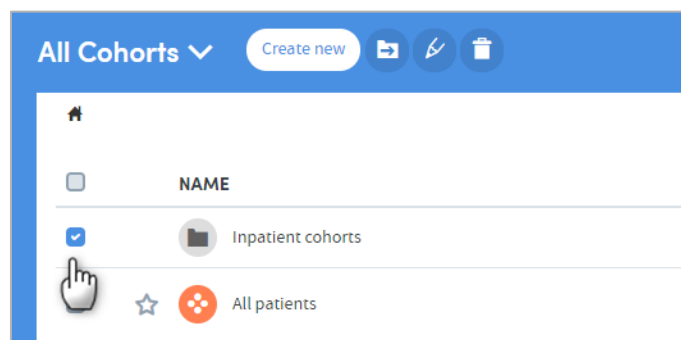 All Cohorts
Create new
NAME
Inpatient cohorts
All patients